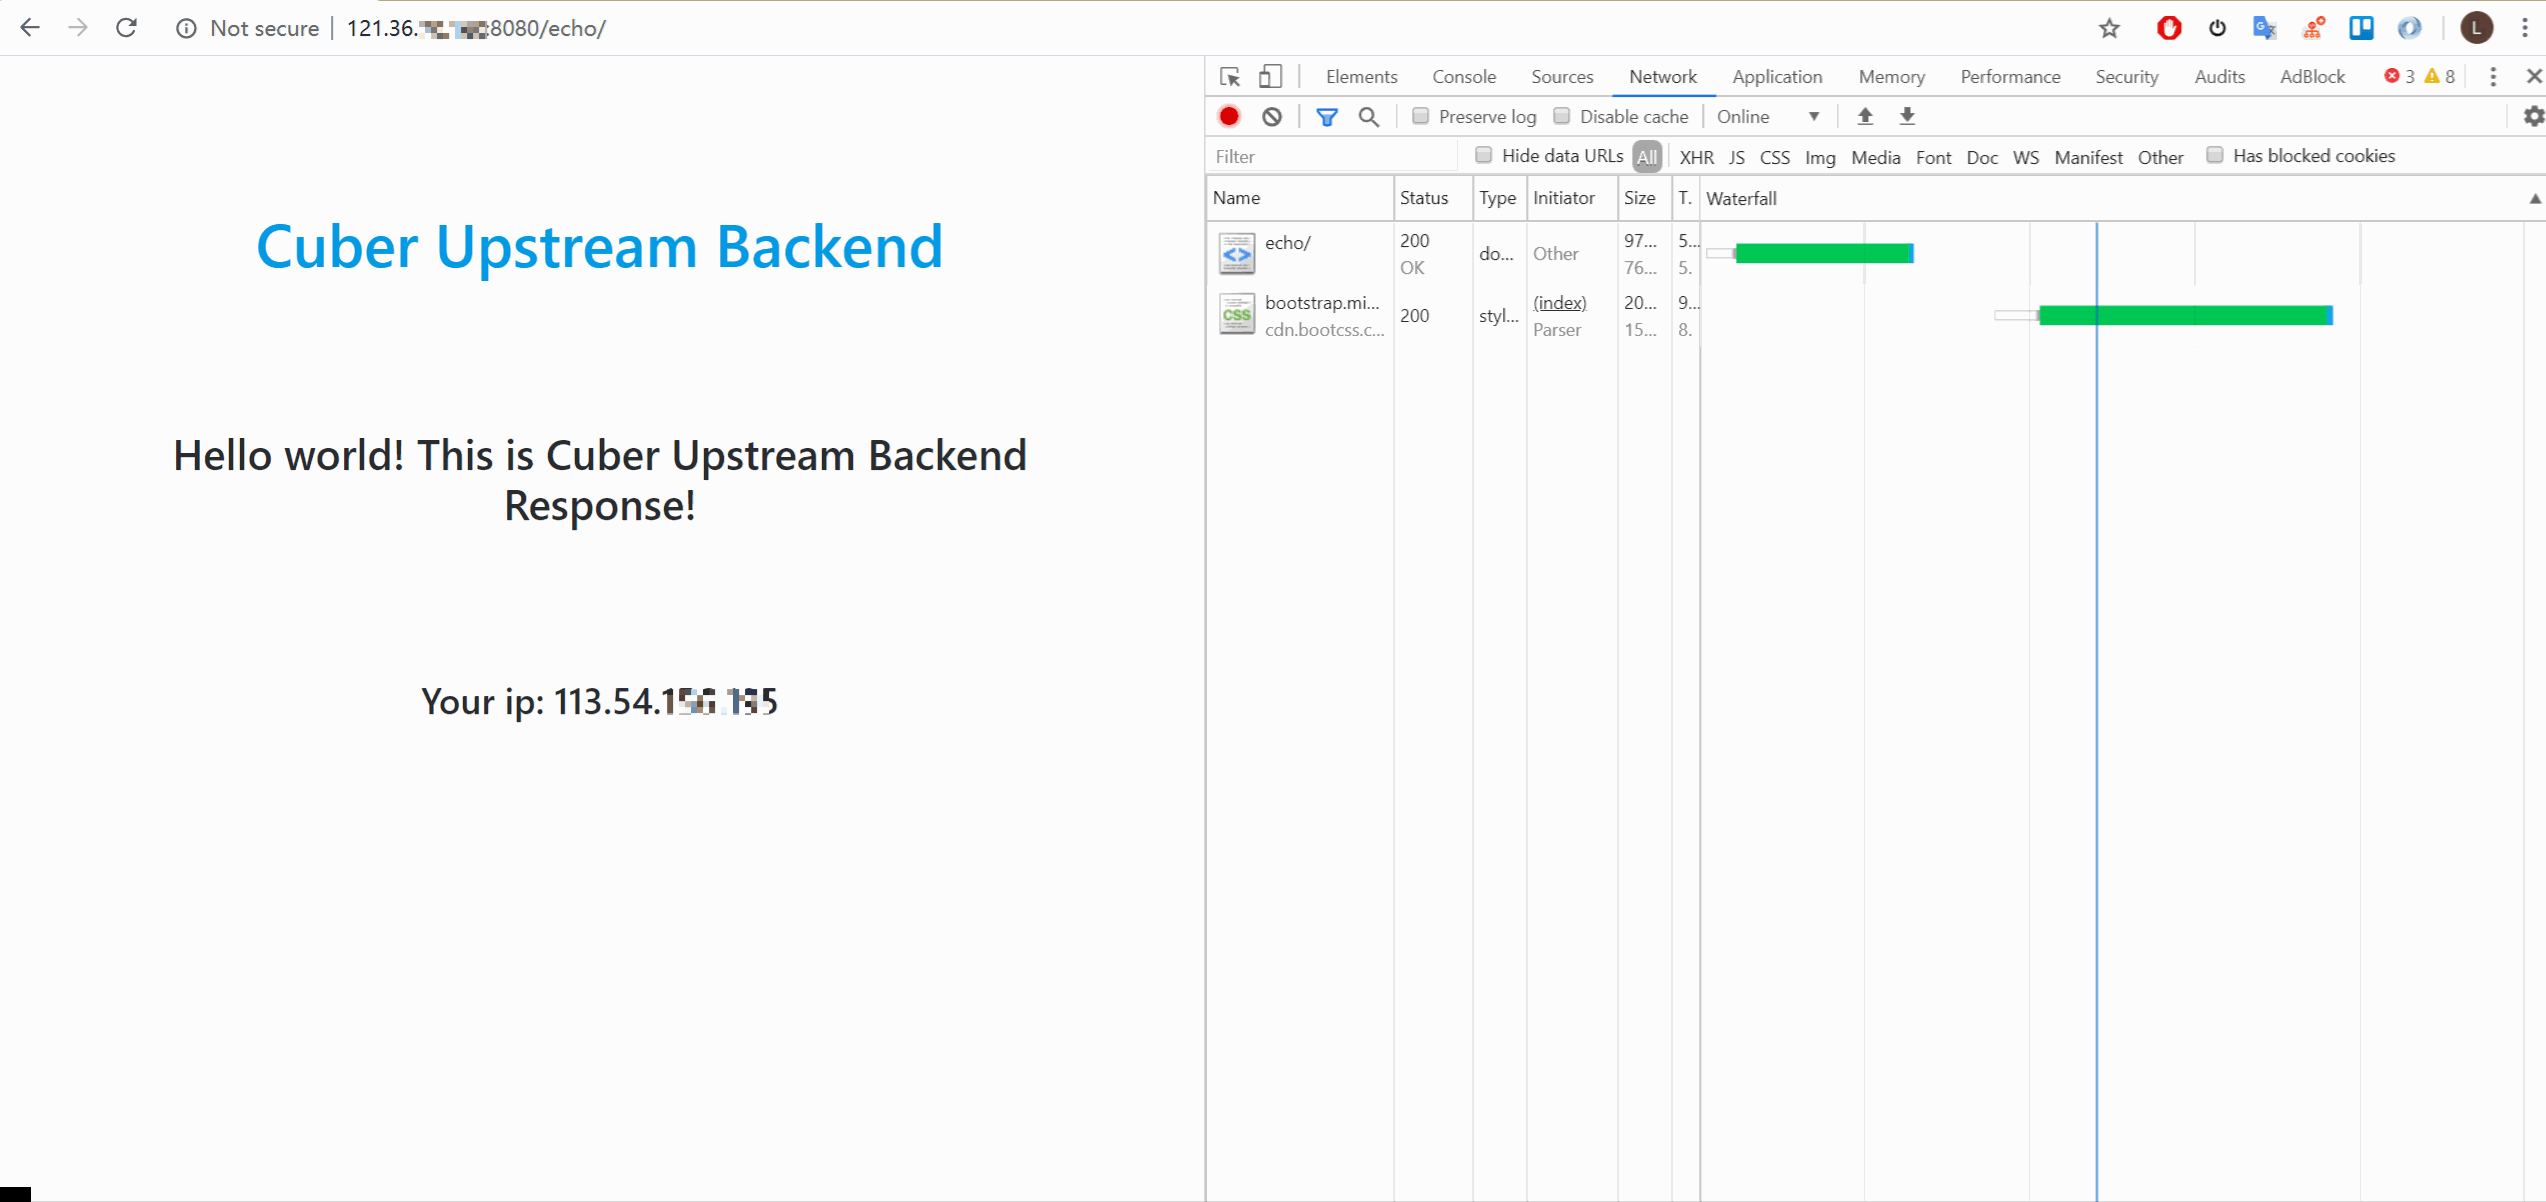 Not secure | 121.36. :8080/echo/
L
Elements Console Sources Network Application Memory Performance Security Audits AdBlock 3 8
Preserve log Disable cache Online
Filter Hide data URLs All XHR JS CSS Img Media Font Doc WS Manifest Other Has blocked cookies
Name Status Type Initiator Size T. Waterfall
echo/ 200 OK do... Other 97... 76... 5... 5.
bootstrap.mi... cdn.bootcss.c... 200 styl... (index) Parser 20... 15... 9... 8.
Cuber Upstream Backend
Hello world! This is Cuber Upstream Backend
Response!
Your ip: 113.54.